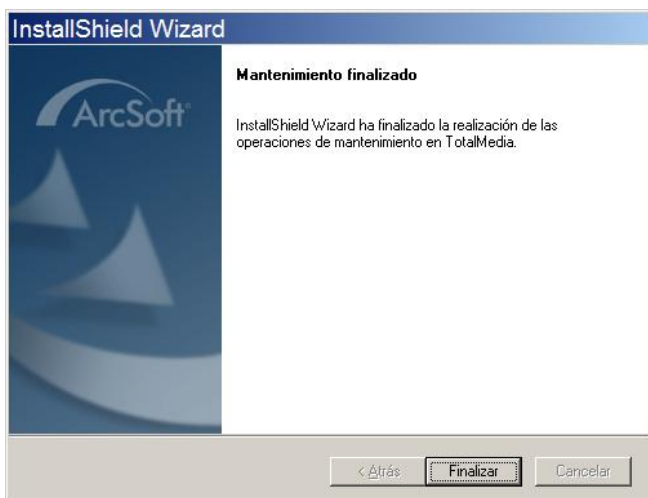 InstallShield Wizard
ArcSoft®
Mantenimiento finalizado
InstallShield Wizard ha finalizado la realización de las
operaciones de mantenimiento en TotalMedia.
< Atrás
Finalizar
Cancelar